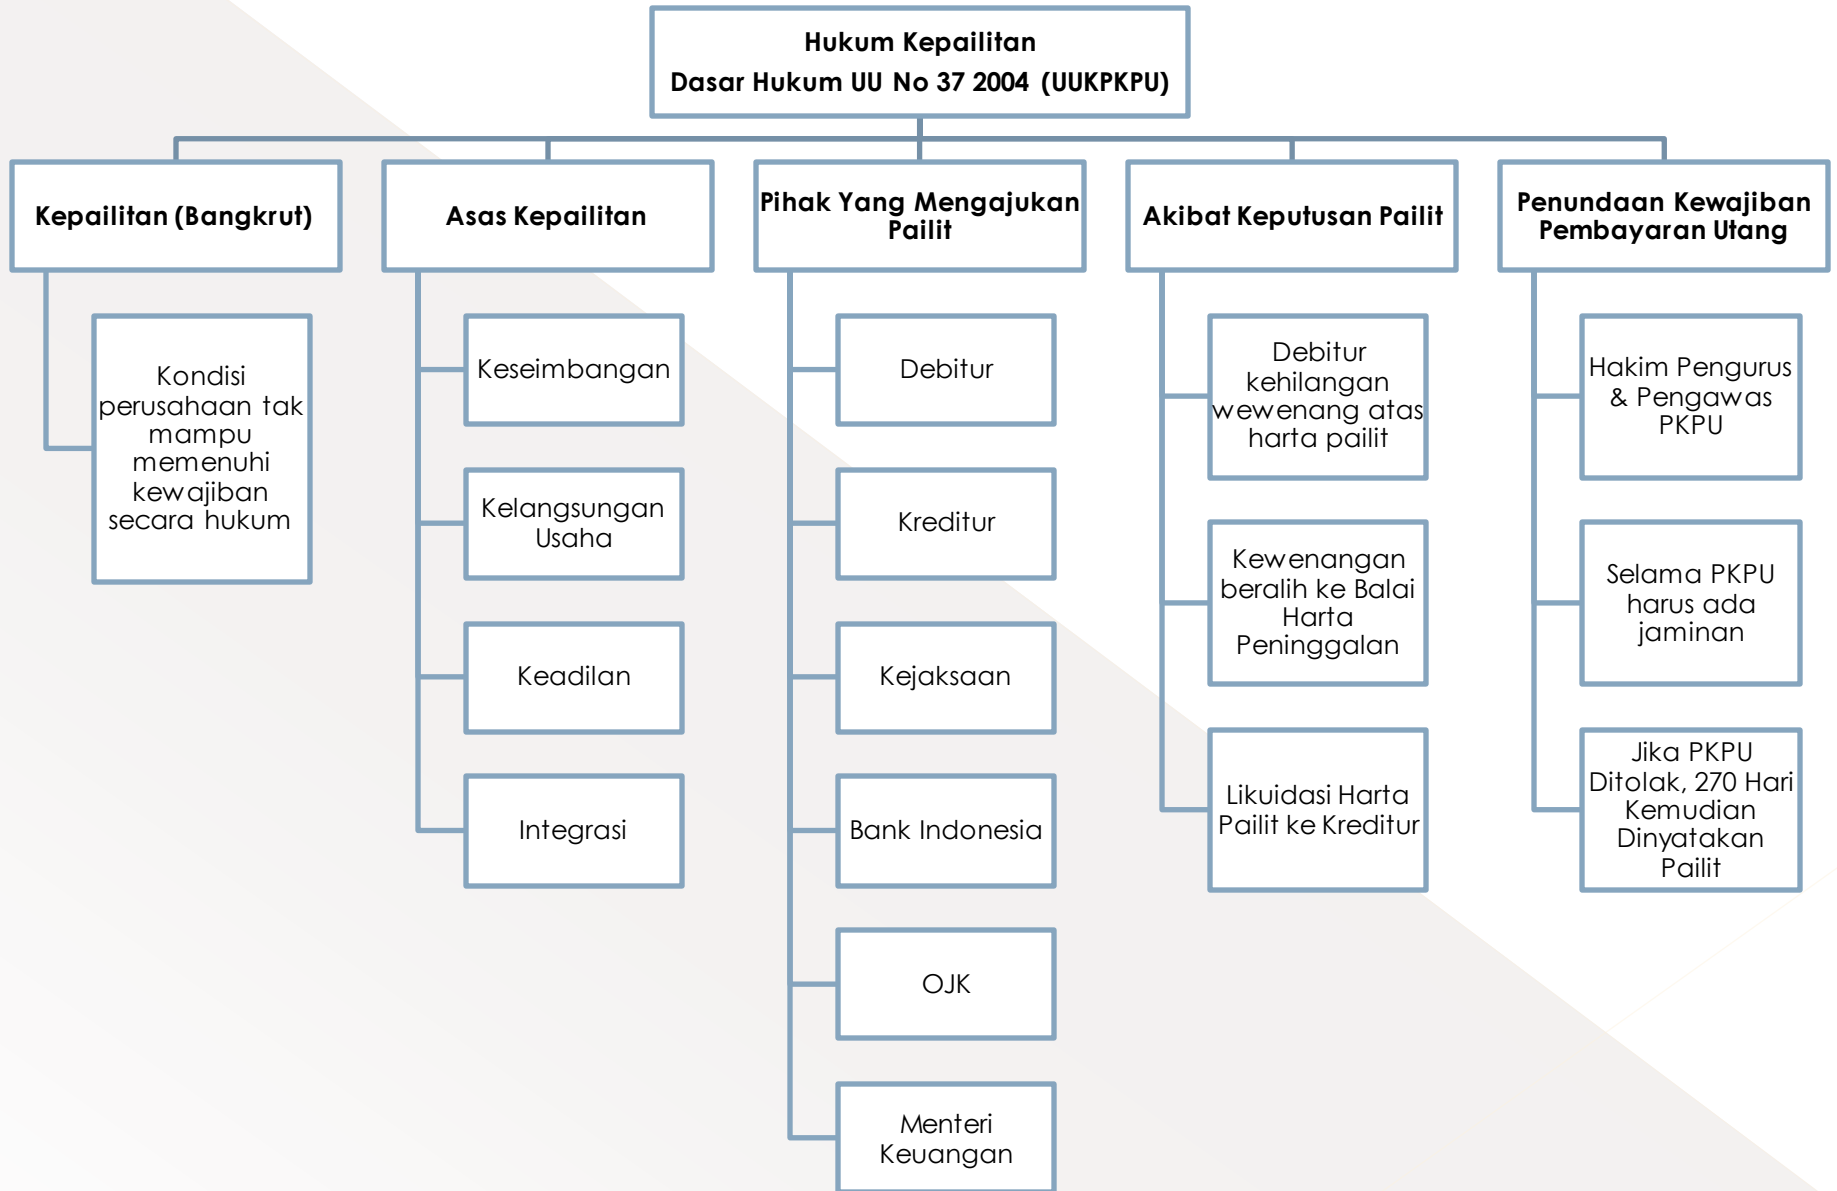 Hukum Kepailitan
Dasar Hukum UU No 37 2004 (UUKPKPU)
Kepailitan (Bangkrut)
Kondisi
perusahaan tak
mampu
memenuhi
kewajiban
secara hukum
Asas Kepailitan
Keseimbangan
Kelangsungan
Usaha
Keadilan
Integrasi
Pihak Yang Mengajukan
Pailit
Debitur
Kreditur
Kejaksaan
Bank Indonesia
OJK
Menteri
Keuangan
Akibat Keputusan Pailit
Debitur
kehilangan
wewenang atas
harta pailit
Kewenangan
beralih ke Balai
Harta
Peninggalan
Likuidasi Harta
Pailit ke Kreditur
Penundaan Kewajiban
Pembayaran Utang
Hakim Pengurus
& Pengawas
PKPU
Selama PKPU
harus ada
jaminan
Jika PKPU
Ditolak, 270 Hari
Kemudian
Dinyatakan
Pailit